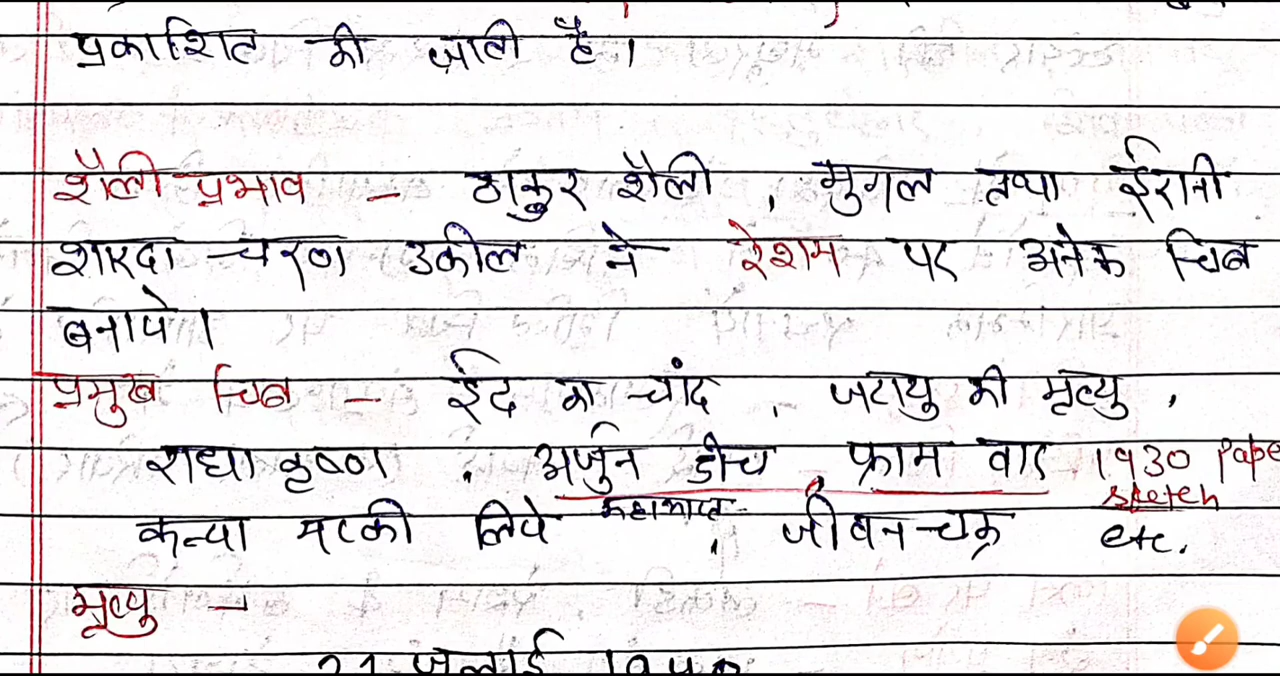 प्रकाशित की जाती है।
शैली प्रभाव - ठाकुर शैली, मुगल तथा ईरानी
शारदा चरण उकील ने रेशम पर अनेक चित्र
बनाये।
प्रमुख चित्र - ईद का चांद, जटायु की मृत्यु,
राधा कृष्ण, अर्जुन डीच फ्राम वार 1930 Pape
sketch
महाभारत
कन्या मटकी लिये, जीवन-चक्र etc.
मृत्यु -
जुलाई